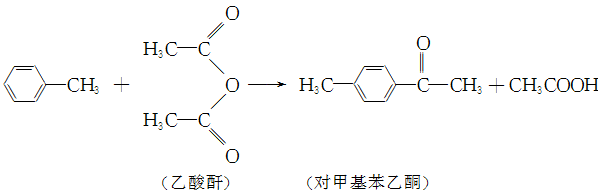 O
H₃C—C
O
CH₃ + O → H₃C— —C—CH₃ + CH₃COOH
H₃C—C
O
(乙酸酐) (对甲基苯乙酮)